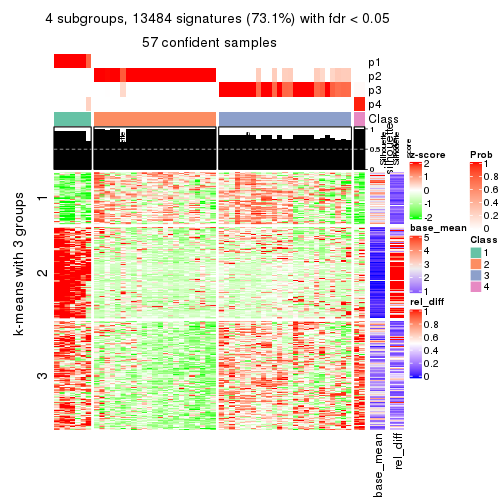 4 subgroups, 13484 signatures (73.1%) with fdr < 0.05
57 confident samples
p1
p2
p3
p4
Class
1
0.5
0
silhouettes
k-means with 3 groups
1
2
3
base_mean
rel_diff
z-score
2
1
0
-1
-2
base_mean
5
4
3
2
1
rel_diff
1
0.8
0.6
0.4
0.2
0
Prob
1
0.8
0.6
0.4
0.2
0
Class
1
2
3
4